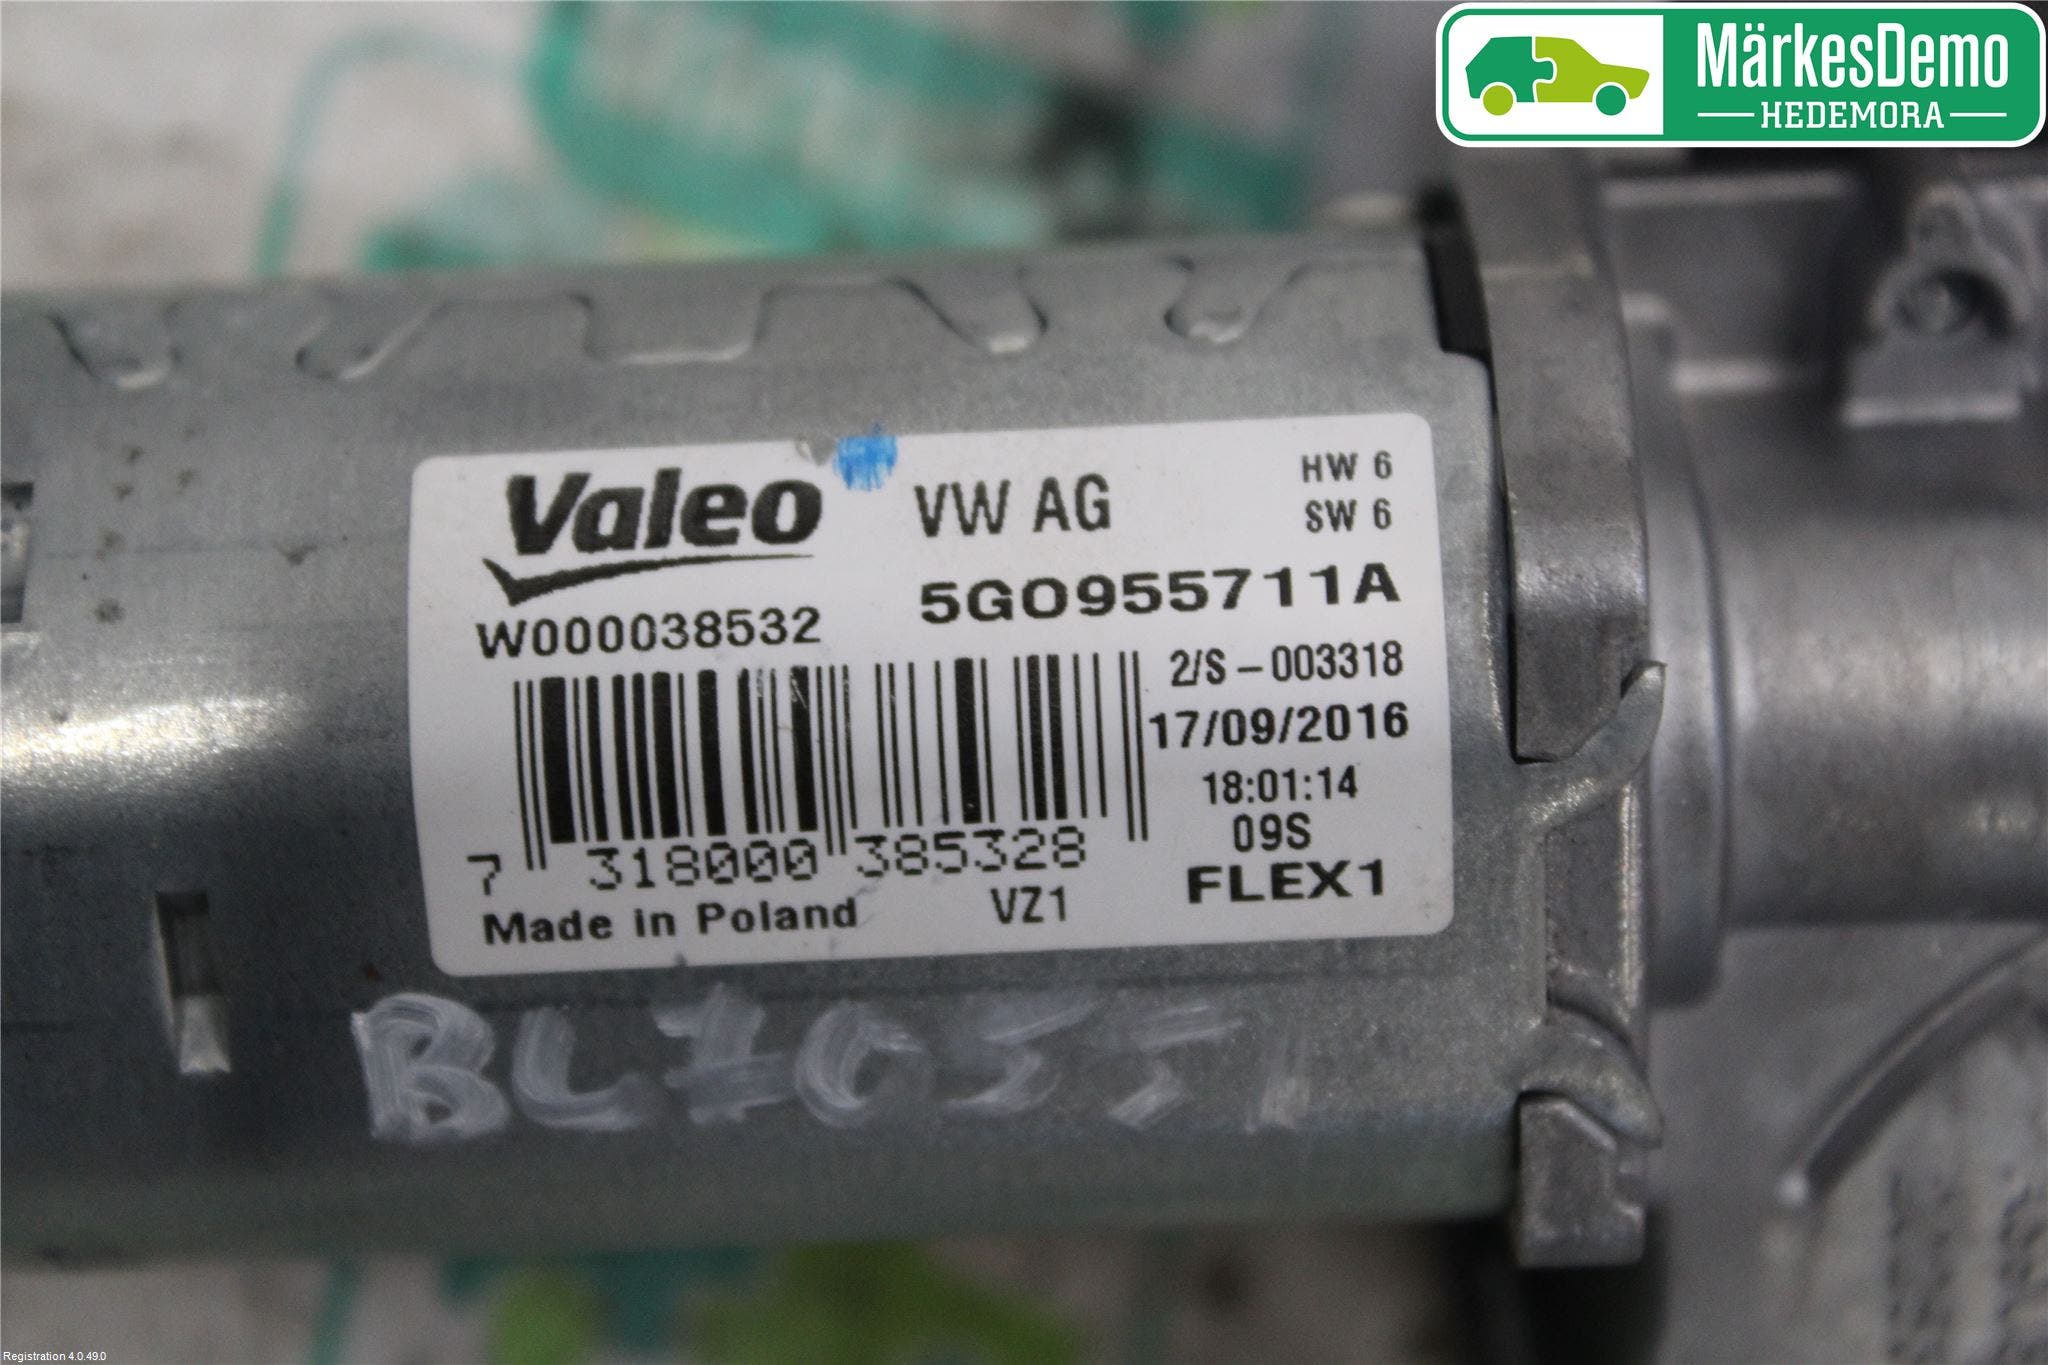 MärkesDemo
HEDEMORA
Valeo
VW AG
HW 6
SW 6
W000038532
5G0955711A
2/S - 003318
17/09/2016
18:01:14
09S
FLEX1
7 318000 385328
Made in Poland
VZ1
Registration 4.0.49.0